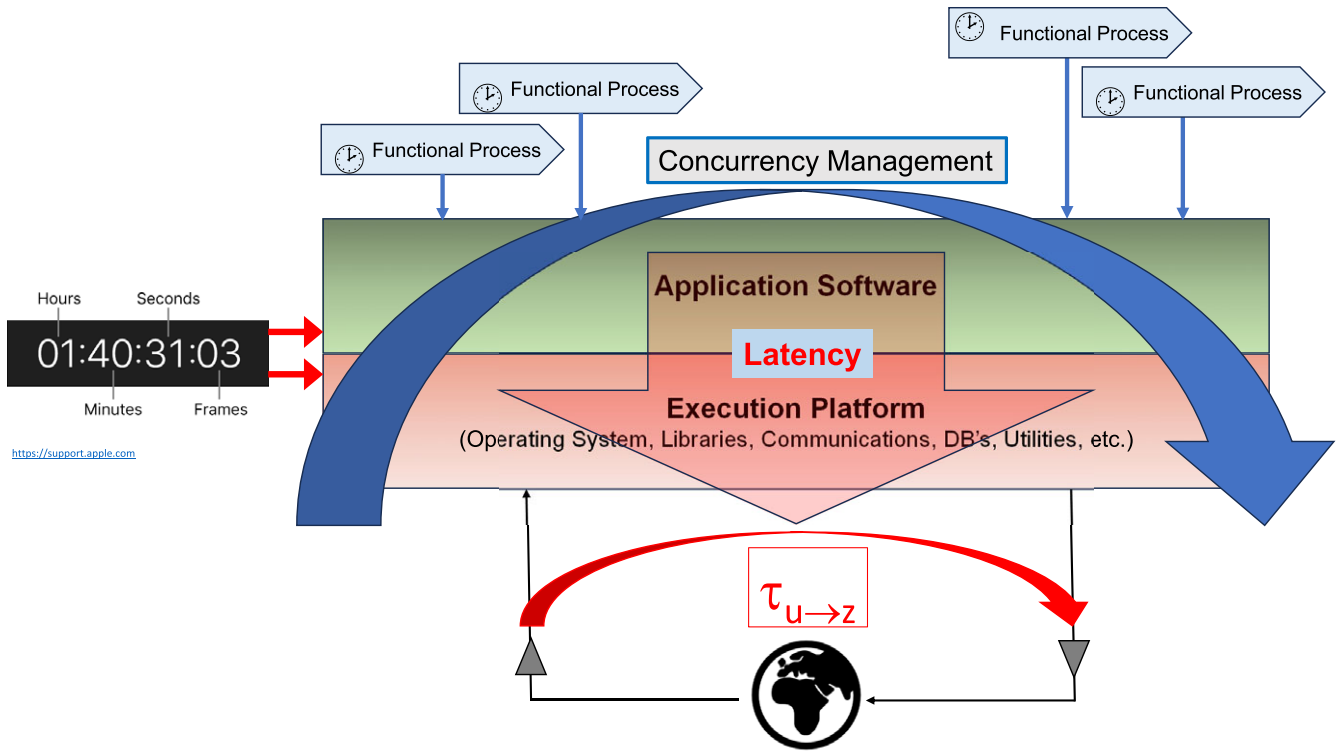 Functional Process
Functional Process
Functional Process
Functional Process
Concurrency Management
Application Software
Latency
Execution Platform
(Operating System, Libraries, Communications, DB's, Utilities, etc.)
Hours
Seconds
01:40:31:03
Minutes
Frames
https://support.apple.com
τu→z